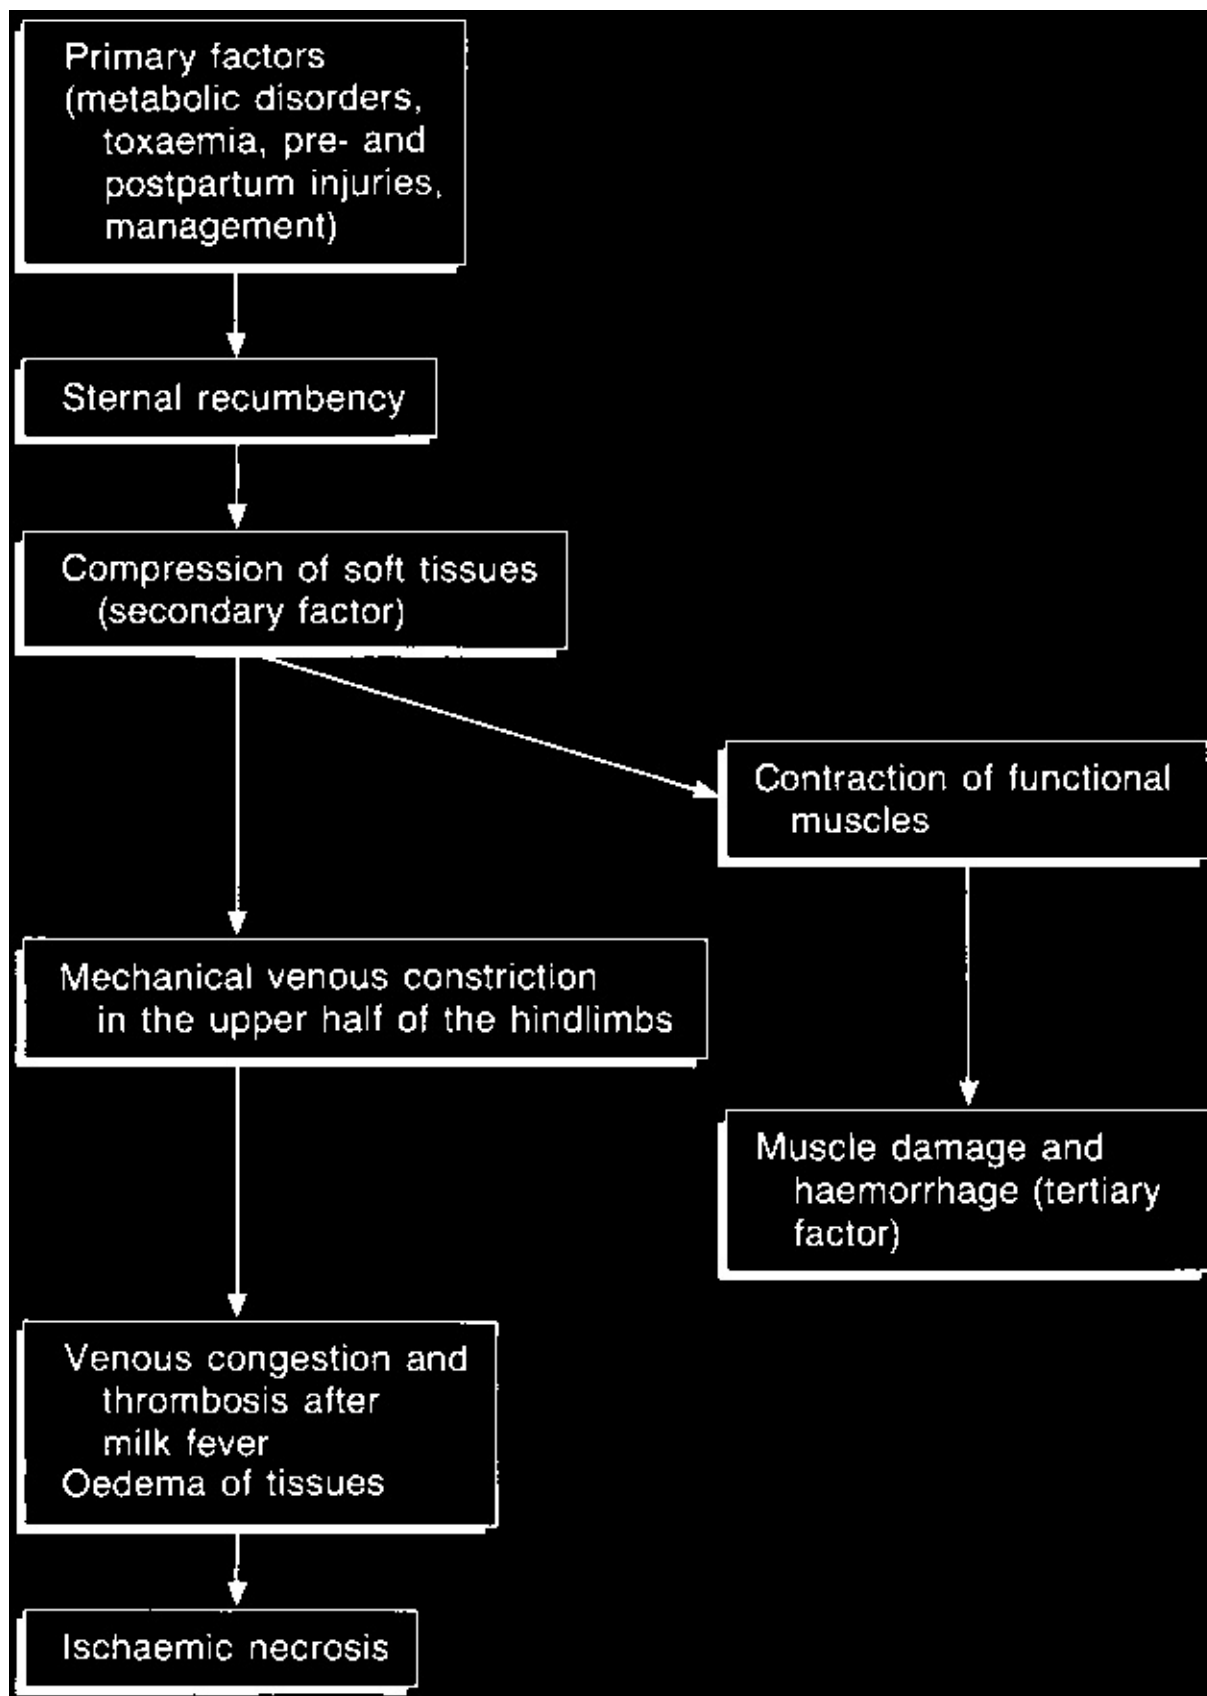 Primary factors
(metabolic disorders,
toxaemia, pre- and
postpartum injuries,
management)
Sternal recumbency
Compression of soft tissues
(secondary factor)
Contraction of functional
muscles
Mechanical venous constriction
in the upper half of the hindlimbs
Muscle damage and
haemorrhage (tertiary
factor)
Venous congestion and
thrombosis after
milk fever
Oedema of tissues
Ischaemic necrosis